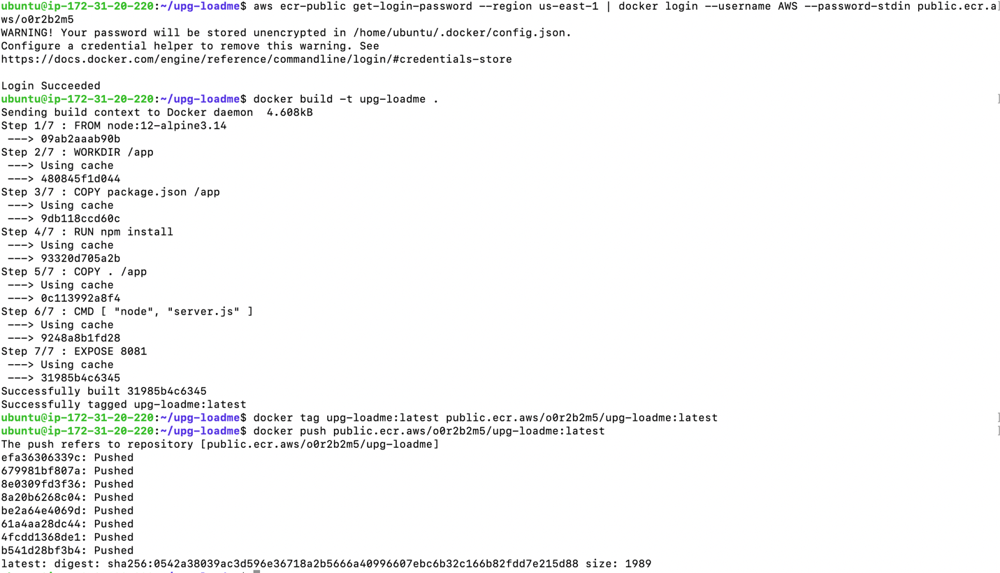 ubuntu@ip-172-31-20-220:~/upg-loadme$ aws ecr-public get-login-password --region us-east-1 | docker login --username AWS --password-stdin public.ecr.a]
ws/o0r2b2m5
WARNING! Your password will be stored unencrypted in /home/ubuntu/.docker/config.json.
Configure a credential helper to remove this warning. See
https://docs.docker.com/engine/reference/commandline/login/#credentials-store
Login Succeeded
ubuntu@ip-172-31-20-220:~/upg-loadme$ docker build -t upg-loadme . ]
Sending build context to Docker daemon  4.608kB
Step 1/7 : FROM node:12-alpine3.14
 ---> 09ab2aaab90b
Step 2/7 : WORKDIR /app
 ---> Using cache
 ---> 480845f1d044
Step 3/7 : COPY package.json /app
 ---> Using cache
 ---> 9db118ccd60c
Step 4/7 : RUN npm install
 ---> Using cache
 ---> 93320d705a2b
Step 5/7 : COPY . /app
 ---> Using cache
 ---> 0c113992a8f4
Step 6/7 : CMD [ "node", "server.js" ]
 ---> Using cache
 ---> 9248a8b1fd28
Step 7/7 : EXPOSE 8081
 ---> Using cache
 ---> 31985b4c6345
Successfully built 31985b4c6345
Successfully tagged upg-loadme:latest
ubuntu@ip-172-31-20-220:~/upg-loadme$ docker tag upg-loadme:latest public.ecr.aws/o0r2b2m5/upg-loadme:latest ]
ubuntu@ip-172-31-20-220:~/upg-loadme$ docker push public.ecr.aws/o0r2b2m5/upg-loadme:latest ]
The push refers to repository [public.ecr.aws/o0r2b2m5/upg-loadme]
efa36306339c: Pushed
679981bf807a: Pushed
8e0309fd3f36: Pushed
8a20b6268c04: Pushed
be2a64e4069d: Pushed
61a4aa28dc44: Pushed
4fcdd1368de1: Pushed
b541d28bf3b4: Pushed
latest: digest: sha256:0542a38039ac3d596e36718a2b5666a40996607ebc6b32c166b82fdd7e215d88 size: 1989